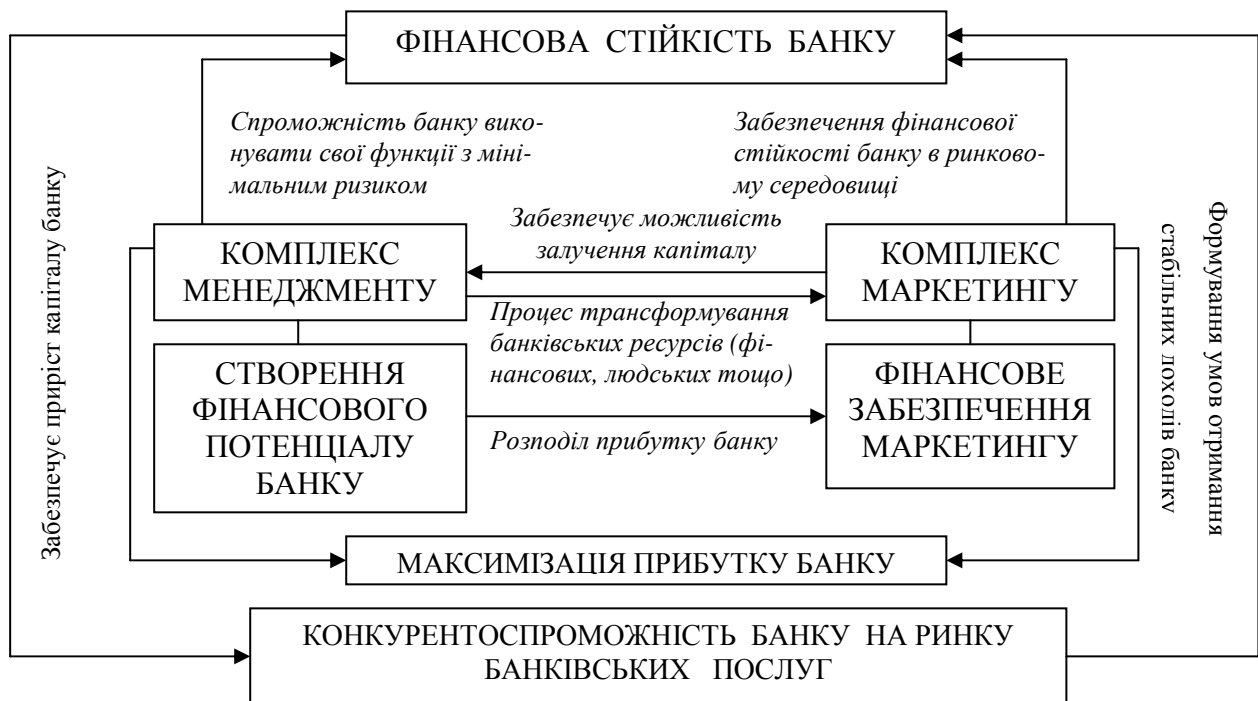 ФІНАНСОВА СТІЙКІСТЬ БАНКУ
Спроможність банку вико-
нувати свої функції з міні-
мальним ризиком
Забезпечення фінансової
стійкості банку в ринково-
му середовищі
Забезпечує можливість
залучення капіталу
КОМПЛЕКС
МЕНЕДЖМЕНТУ
КОМПЛЕКС
МАРКЕТИНГУ
Процес трансформування
банківських ресурсів (фі-
нансових, людських тощо)
СТВОРЕННЯ
ФІНАНСОВОГО
ПОТЕНЦІАЛУ
БАНКУ
ФІНАНСОВЕ
ЗАБЕЗПЕЧЕННЯ
МАРКЕТИНГУ
Розподіл прибутку банку
Забезпечує приріст капіталу банку
Формування умов отримання
стабільних доходів банку
МАКСИМІЗАЦІЯ ПРИБУТКУ БАНКУ
КОНКУРЕНТОСПРОМОЖНІСТЬ БАНКУ НА РИНКУ
БАНКІВСЬКИХ ПОСЛУГ